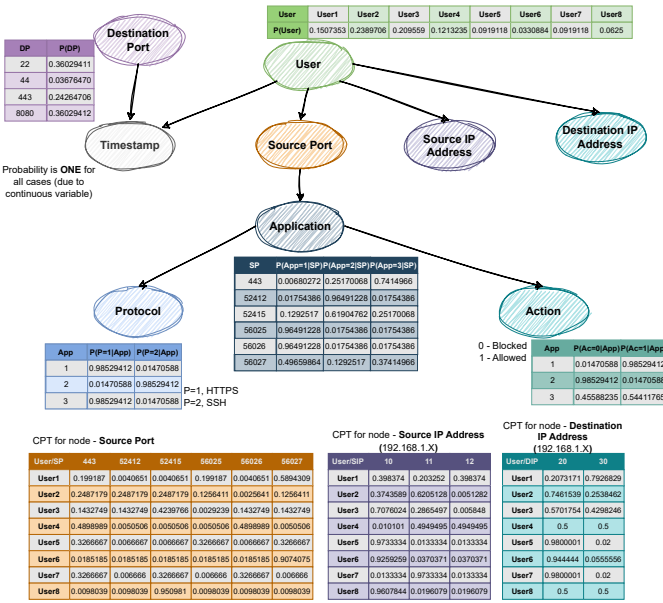 User User1 User2 User3 User4 User5 User6 User7 User8
P(User) 0.1507353 0.2389706 0.209559 0.1213235 0.0919118 0.0330884 0.0919118 0.0625
Destination
Port
DP P(DP)
22 0.36029411
44 0.03676470
443 0.24264706
8080 0.36029412
User
Timestamp
Source Port
Source IP
Address
Destination IP
Address
Probability is ONE for
all cases (due to
continuous variable)
Application
SP P(App=1|SP) P(App=2|SP) P(App=3|SP)
443 0.00680272 0.25170068 0.7414966
52412 0.01754386 0.96491228 0.01754386
52415 0.1292517 0.61904762 0.25170068
56025 0.96491228 0.01754386 0.01754386
56026 0.96491228 0.01754386 0.01754386
56027 0.49659864 0.1292517 0.37414966
Protocol
Action
App P(P=1|App) P(P=2|App)
1 0.98529412 0.01470588
2 0.01470588 0.98529412
3 0.98529412 0.01470588
P=1, HTTPS
P=2, SSH
0 - Blocked
1 - Allowed
App P(Ac=0|App) P(Ac=1|App)
1 0.01470588 0.98529412
2 0.98529412 0.01470588
3 0.45588235 0.54411765
CPT for node - Source Port
User/SP 443 52412 52415 56025 56026 56027
User1 0.199187 0.0040651 0.0040651 0.199187 0.0040651 0.5894309
User2 0.2487179 0.2487179 0.2487179 0.1256411 0.0025641 0.1256411
User3 0.1432749 0.1432749 0.4239766 0.0029239 0.1432749 0.1432749
User4 0.4898989 0.0050506 0.0050506 0.0050506 0.4898989 0.0050506
User5 0.3266667 0.0066667 0.3266667 0.0066666 0.3266667 0.0066666
User6 0.0185185 0.0185185 0.0185185 0.0185185 0.0185185 0.9074075
User7 0.3266667 0.006666 0.3266667 0.006666 0.3266667 0.006666
User8 0.0098039 0.0098039 0.950981 0.0098039 0.0098039 0.0098039
CPT for node - Source IP Address
(192.168.1.X)
User/SIP 10 11 12
User1 0.398374 0.203252 0.398374
User2 0.3743589 0.6205128 0.0051282
User3 0.7076024 0.2865497 0.005848
User4 0.010101 0.4949495 0.4949495
User5 0.9733334 0.0133334 0.0133334
User6 0.9259259 0.0370371 0.0370371
User7 0.0133334 0.9733334 0.0133334
User8 0.9607844 0.0196079 0.0196079
CPT for node - Destination
IP Address
(192.168.1.X)
User/DIP 20 30
User1 0.2073171 0.7926829
User2 0.7461539 0.2538462
User3 0.5701754 0.4298246
User4 0.5 0.5
User5 0.9800001 0.02
User6 0.944444 0.0555556
User7 0.9800001 0.02
User8 0.5 0.5